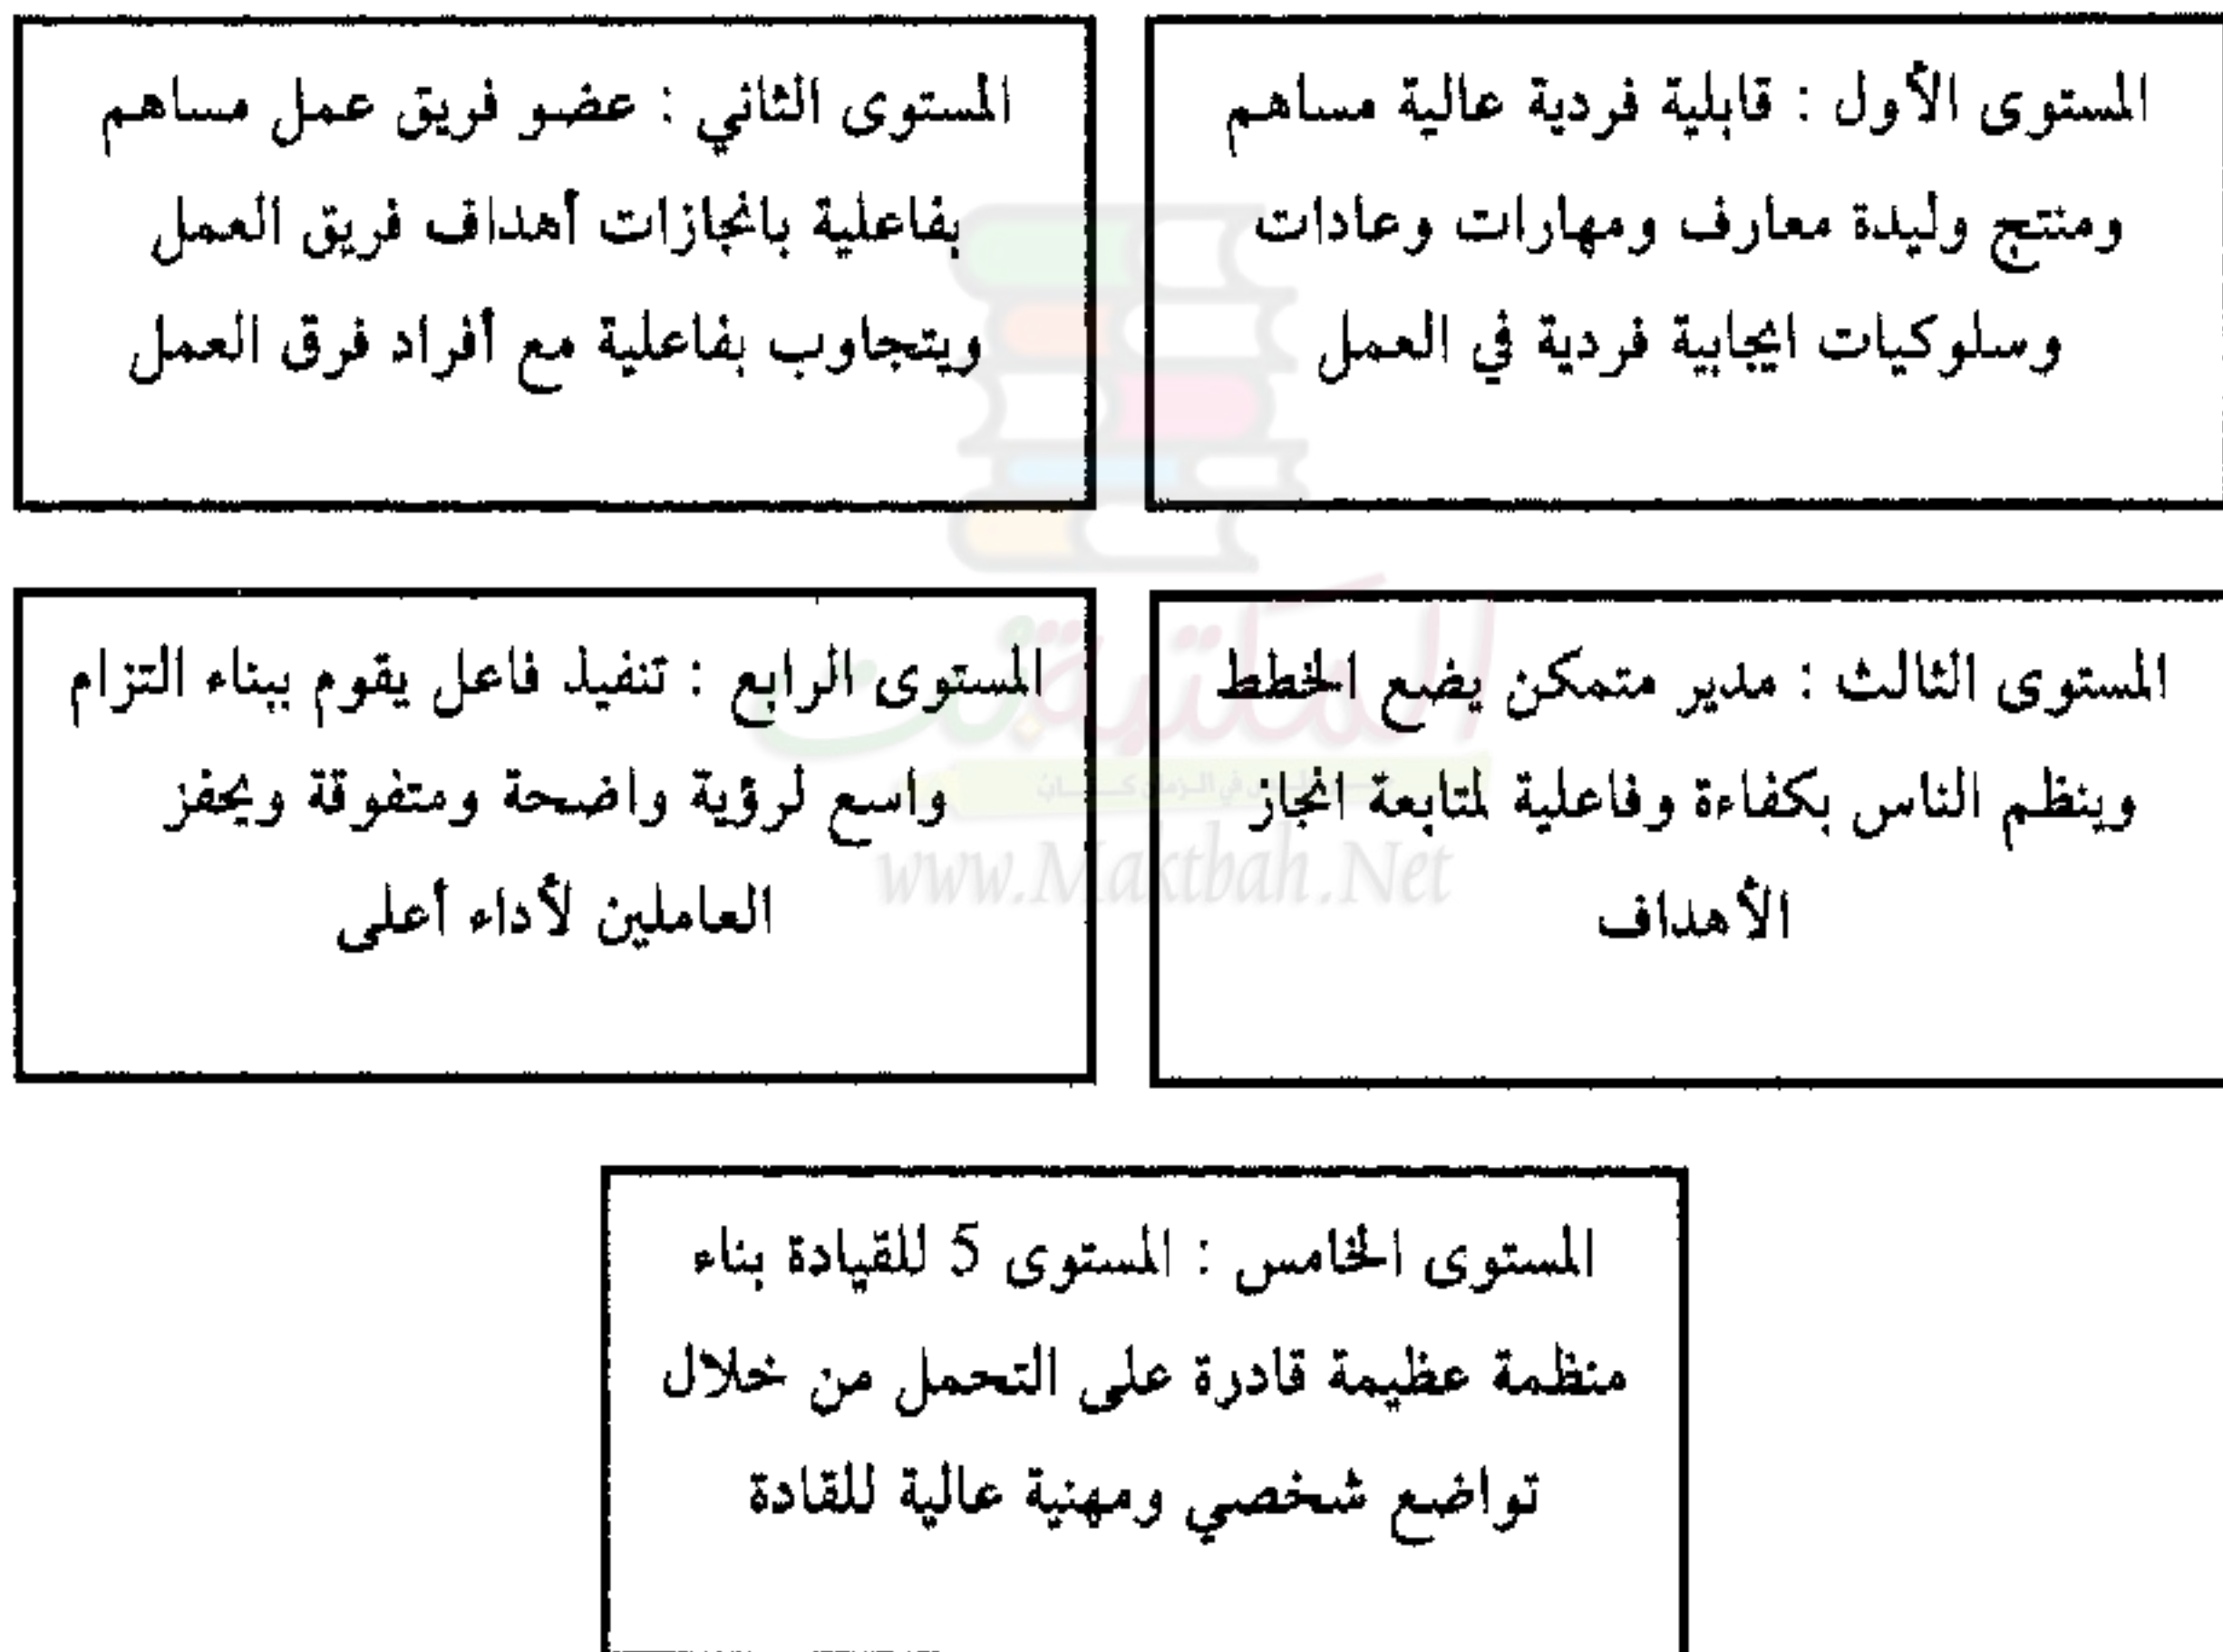 المستوى الأول : قابلية فردية عالية مساهم
ومنتج وليدة معارف ومهارات وعادات
وسلوكيات ايجابية فردية في العمل
المستوى الثاني : عضو فريق عمل مساهم
بفاعلية بانجازات أهداف فريق العمل
ويتجاوب بفاعلية مع أفراد فرق العمل
المستوى الثالث : مدير متمكن يضع الخطط
وينظم الناس بكفاءة وفاعلية لمتابعة انجاز
الأهداف
المستوى الرابع : تنفيذ فاعل يقوم ببناء التزام
واسع لرؤية واضحة ومتفوقة ويحفز
العاملين لأداء أعلى
المستوى الخامس : المستوى 5 للقيادة بناء
منظمة عظيمة قادرة على التحمل من خلال
تواضع شخصي ومهنية عالية للقادة
المكتبة نت
www.Maktbah.Net